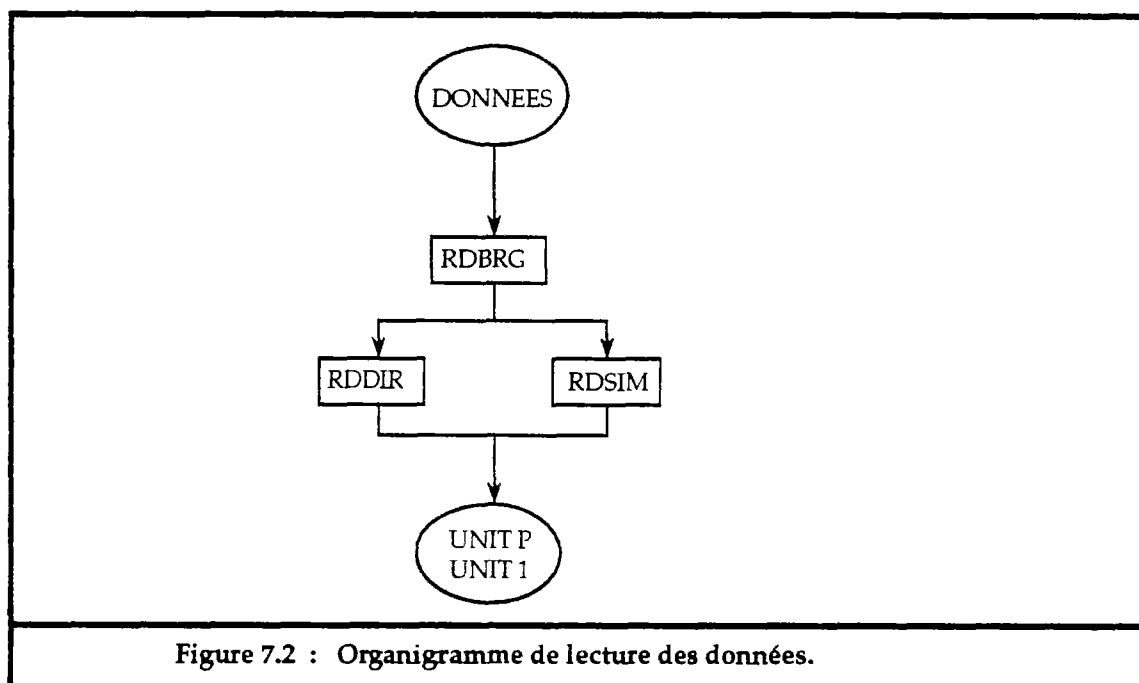 DONNEES
RDBRG
RDDIR
RDSIM
UNIT P
UNIT 1
Figure 7.2 : Organigramme de lecture des données.